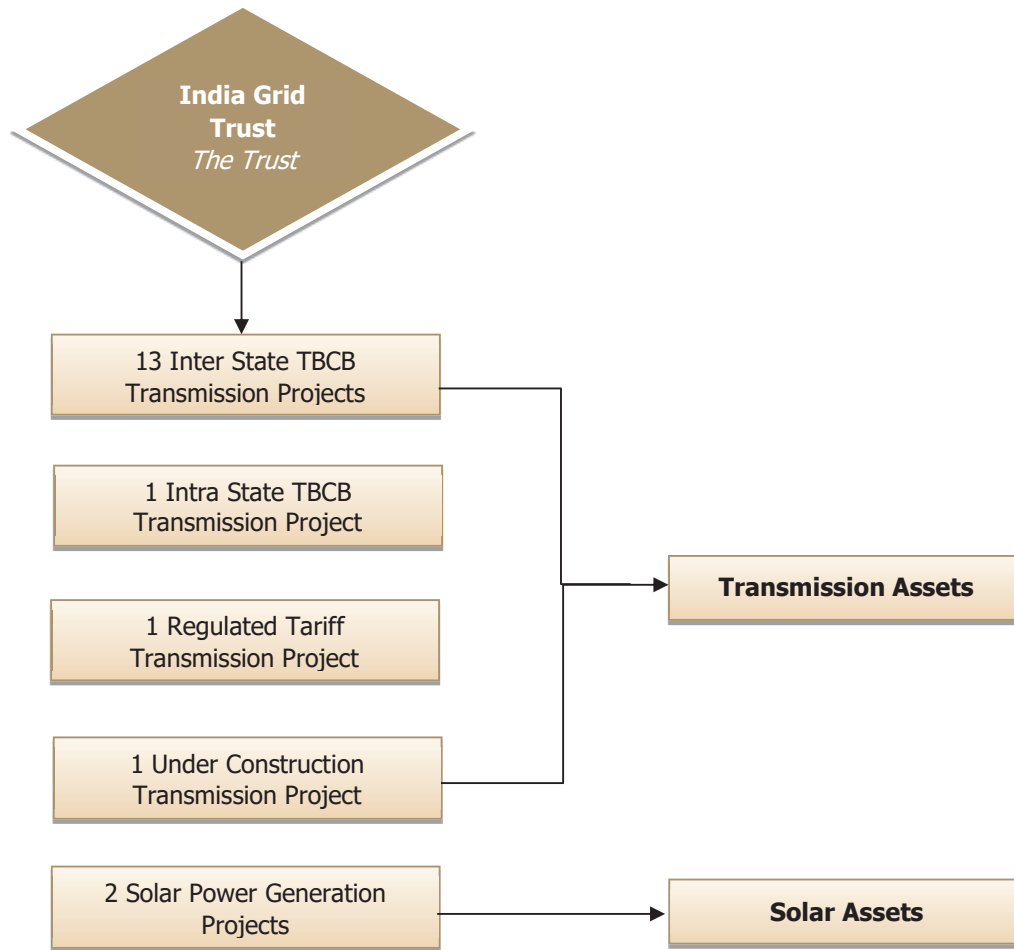 India Grid
Trust
The Trust
13 Inter State TBCB
Transmission Projects
1 Intra State TBCB
Transmission Project
1 Regulated Tariff
Transmission Project
1 Under Construction
Transmission Project
2 Solar Power Generation
Projects
Transmission Assets
Solar Assets